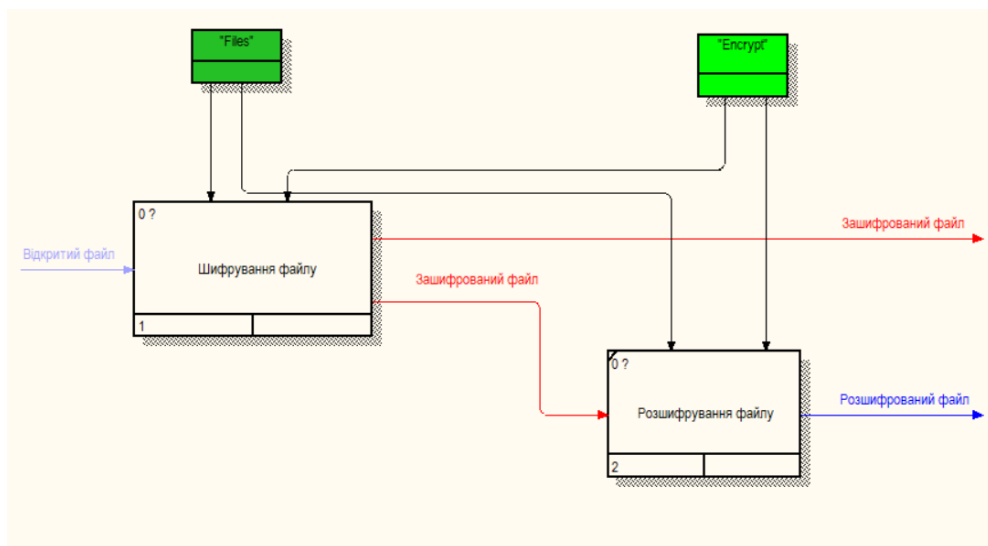 "Files"
"Encrypt"
0 ?
Відкритий файл
Шифрування файлу
1
Зашифрований файл
Зашифрований файл
0 ?
Розшифрування файлу
2
Розшифрований файл